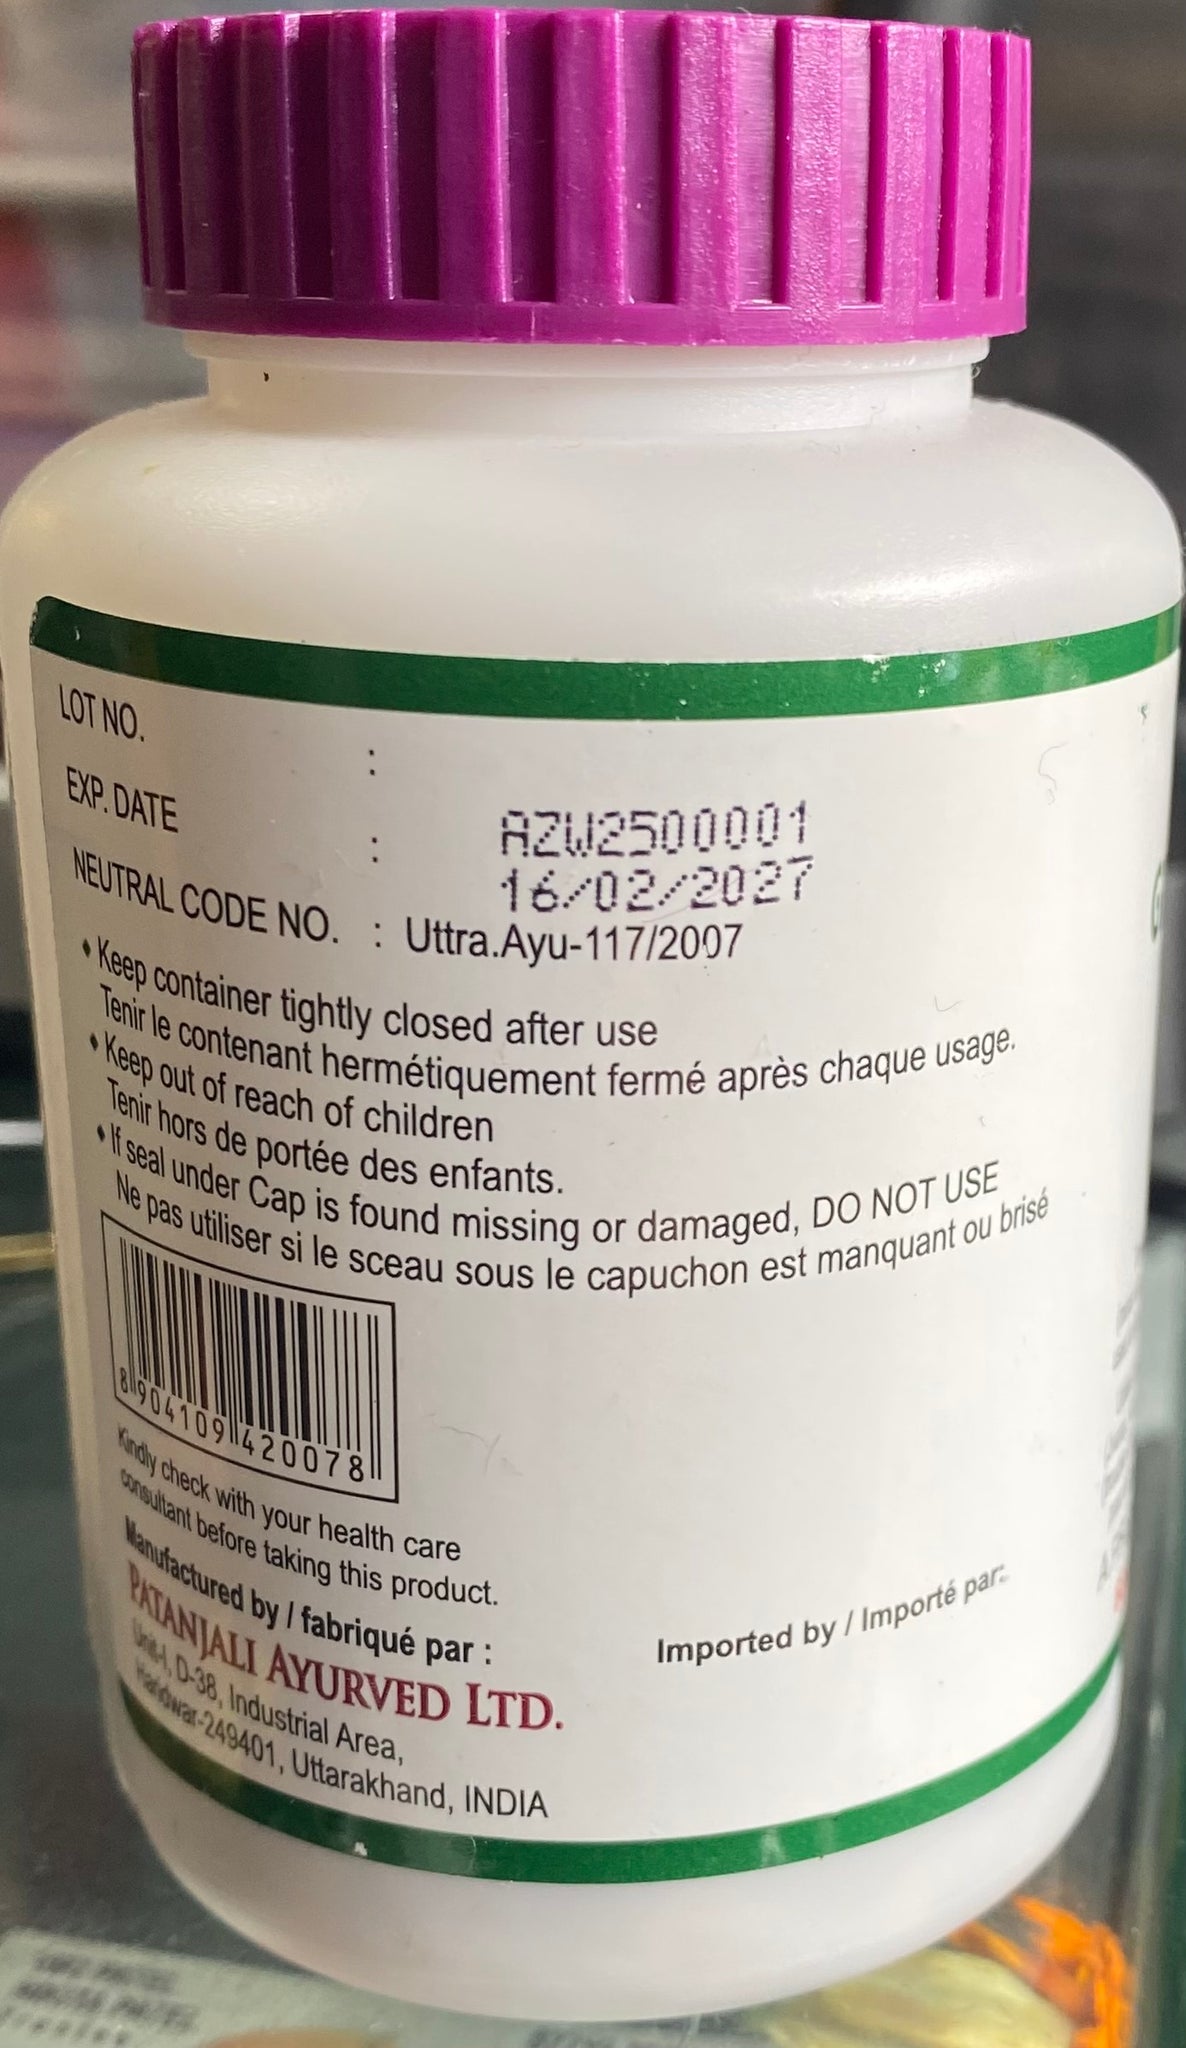 LOT NO. :
EXP. DATE : AZW2500001
16/02/2027
NEUTRAL CODE NO. : Uttra.Ayu-117/2007
• Keep container tightly closed after use
Tenir le contenant hermétiquement fermé après chaque usage.
• Keep out of reach of children
Tenir hors de portée des enfants.
• If seal under Cap is found missing or damaged, DO NOT USE
Ne pas utiliser si le sceau sous le capuchon est manquant ou brisé
8 904109 420078
Kindly check with your health care
consultant before taking this product.
Manufactured by / fabriqué par :
PATANJALI AYURVED LTD.
Unit-I, D-38, Industrial Area,
Haridwar-249401, Uttarakhand, INDIA
Imported by / Importé par: